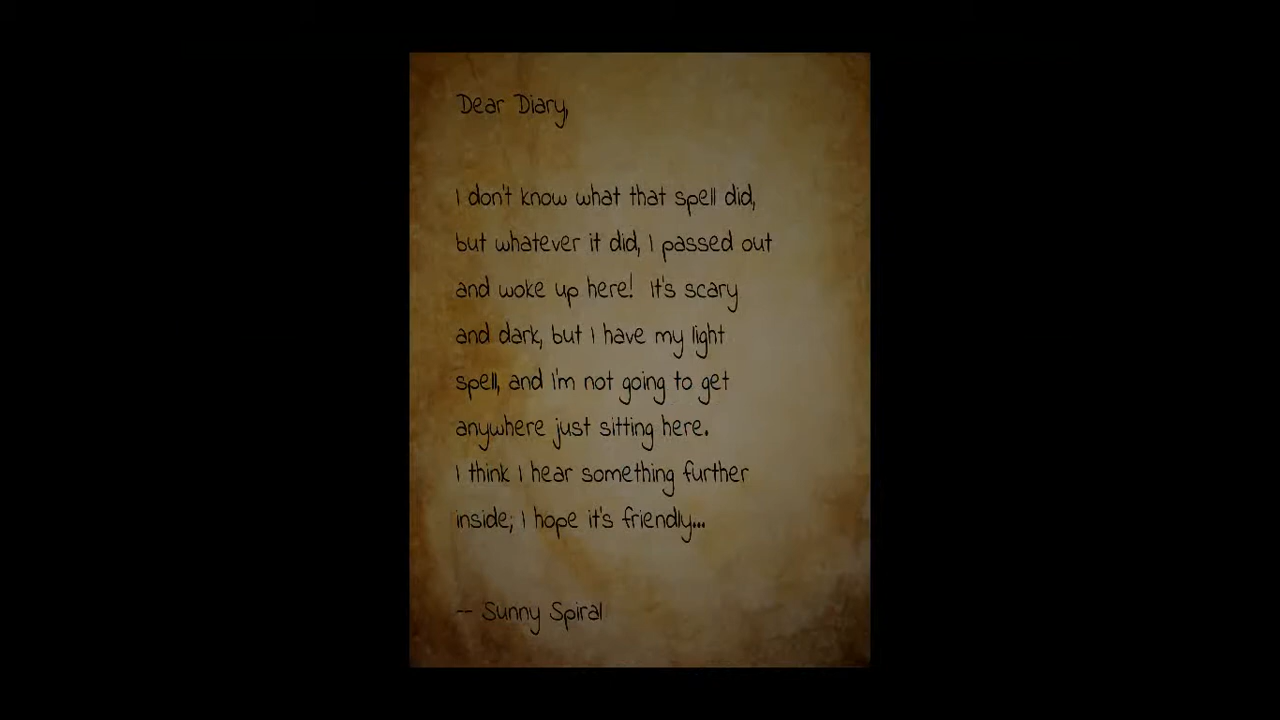 Dear Diary,
I don't know what that spell did,
but whatever it did, I passed out
and woke up here!  It's scary
and dark, but I have my light
spell, and I'm not going to get
anywhere just sitting here.
I think I hear something further
inside; I hope it's friendly...
-- Sunny Spiral